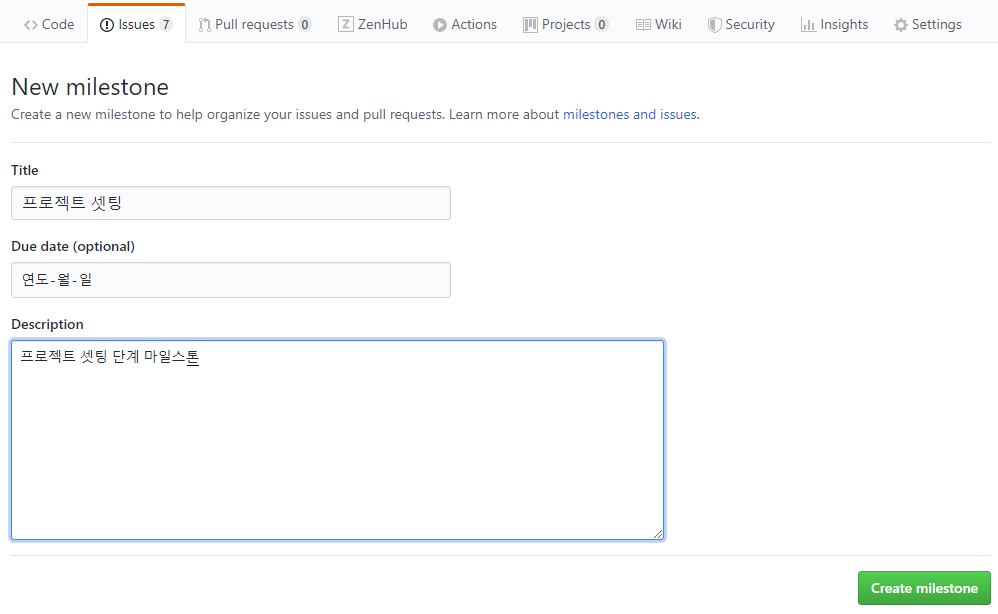 Code Issues 7 Pull requests 0 ZenHub Actions Projects 0 Wiki Security Insights Settings
New milestone
Create a new milestone to help organize your issues and pull requests. Learn more about milestones and issues.
Title
프로젝트 셋팅
Due date (optional)
연도-월-일
Description
프로젝트 셋팅 단계 마일스톤
Create milestone